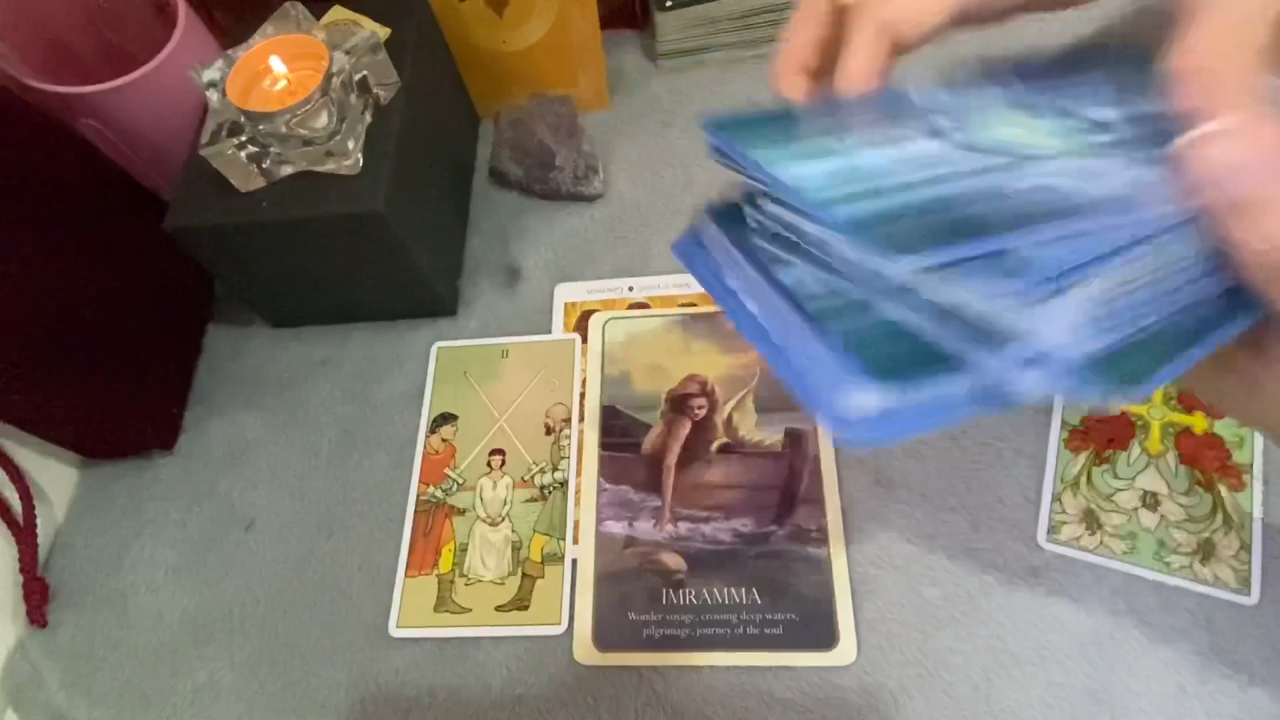 II
IMRAMMA
Wonder voyage, crossing deep waters,
pilgrimage, journey of the soul